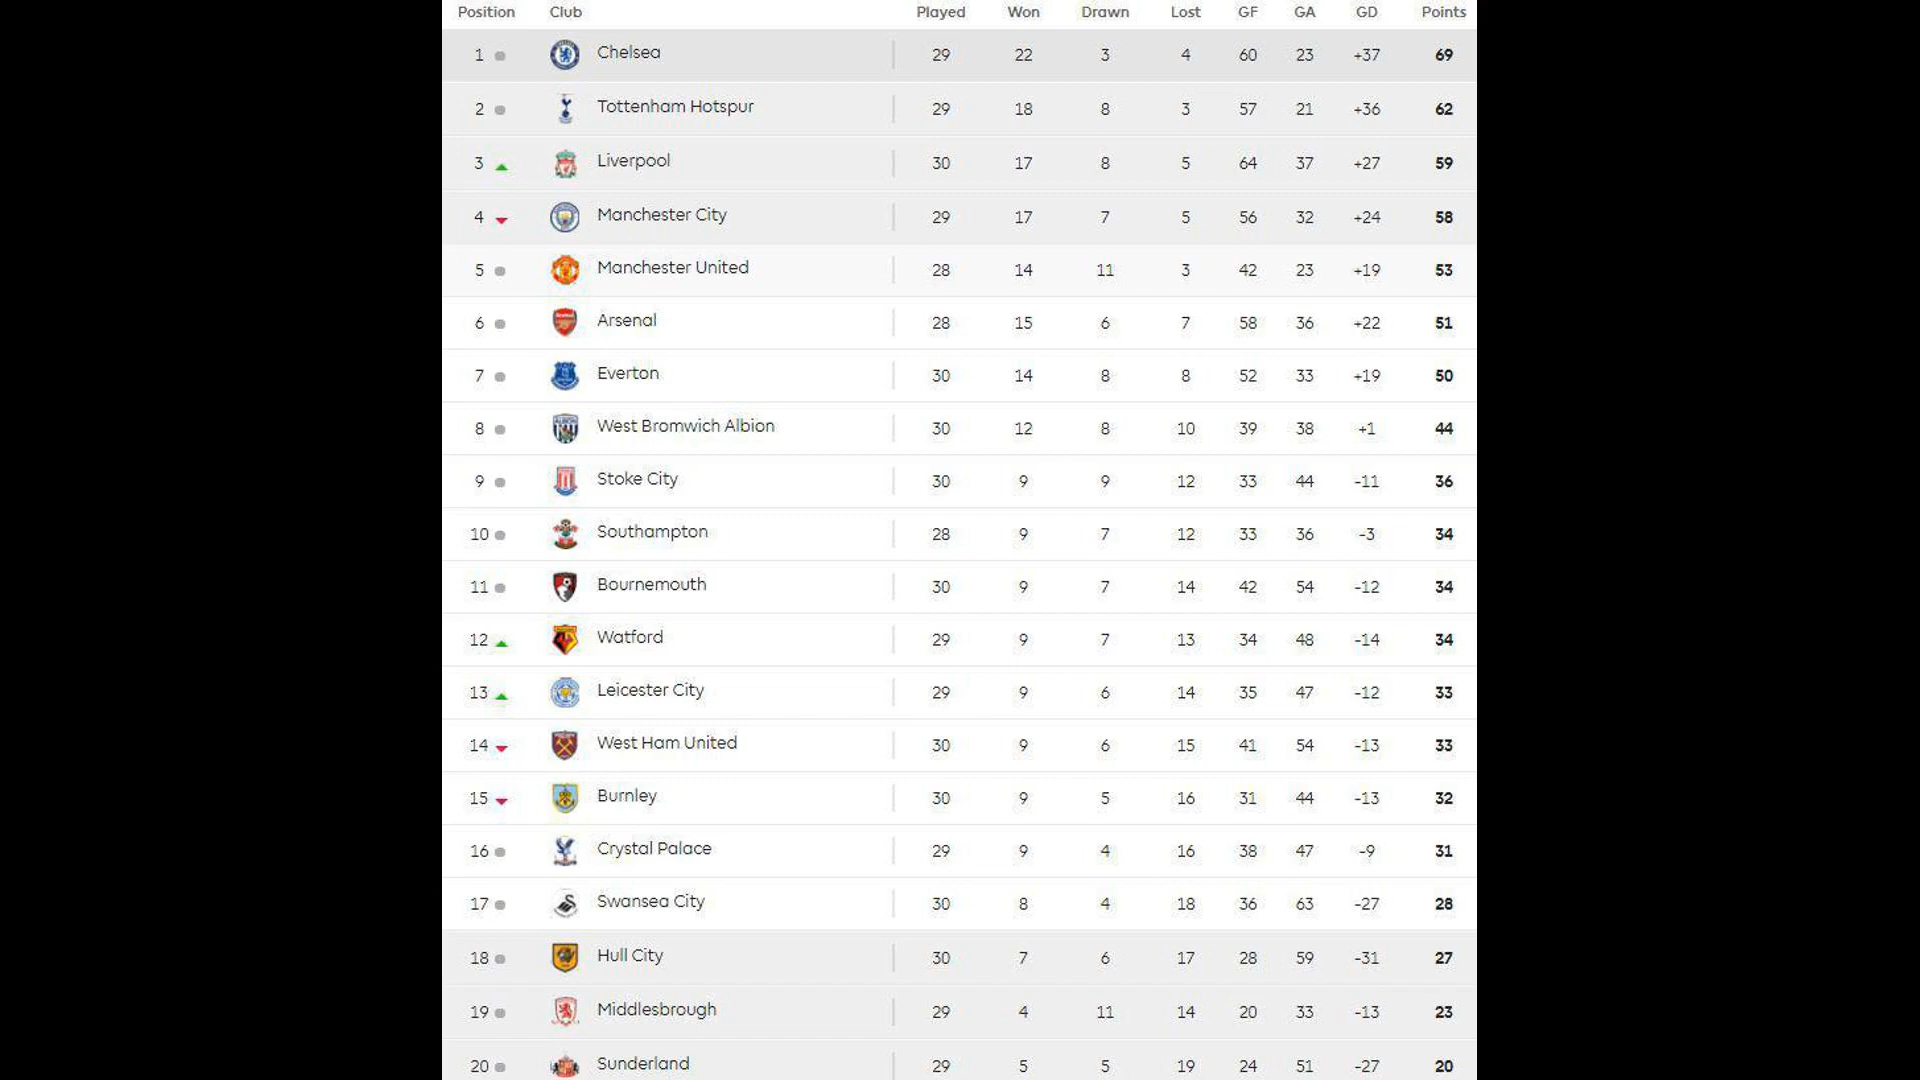 Position Club Played Won Drawn Lost GF GA GD Points
1 Chelsea 29 22 3 4 60 23 +37 69
2 Tottenham Hotspur 29 18 8 3 57 21 +36 62
3 Liverpool 30 17 8 5 64 37 +27 59
4 Manchester City 29 17 7 5 56 32 +24 58
5 Manchester United 28 14 11 3 42 23 +19 53
6 Arsenal 28 15 6 7 58 36 +22 51
7 Everton 30 14 8 8 52 33 +19 50
8 West Bromwich Albion 30 12 8 10 39 38 +1 44
9 Stoke City 30 9 9 12 33 44 -11 36
10 Southampton 28 9 7 12 33 36 -3 34
11 Bournemouth 30 9 7 14 42 54 -12 34
12 Watford 29 9 7 13 34 48 -14 34
13 Leicester City 29 9 6 14 35 47 -12 33
14 West Ham United 30 9 6 15 41 54 -13 33
15 Burnley 30 9 5 16 31 44 -13 32
16 Crystal Palace 29 9 4 16 38 47 -9 31
17 Swansea City 30 8 4 18 36 63 -27 28
18 Hull City 30 7 6 17 28 59 -31 27
19 Middlesbrough 29 4 11 14 20 33 -13 23
20 Sunderland 29 5 5 19 24 51 -27 20